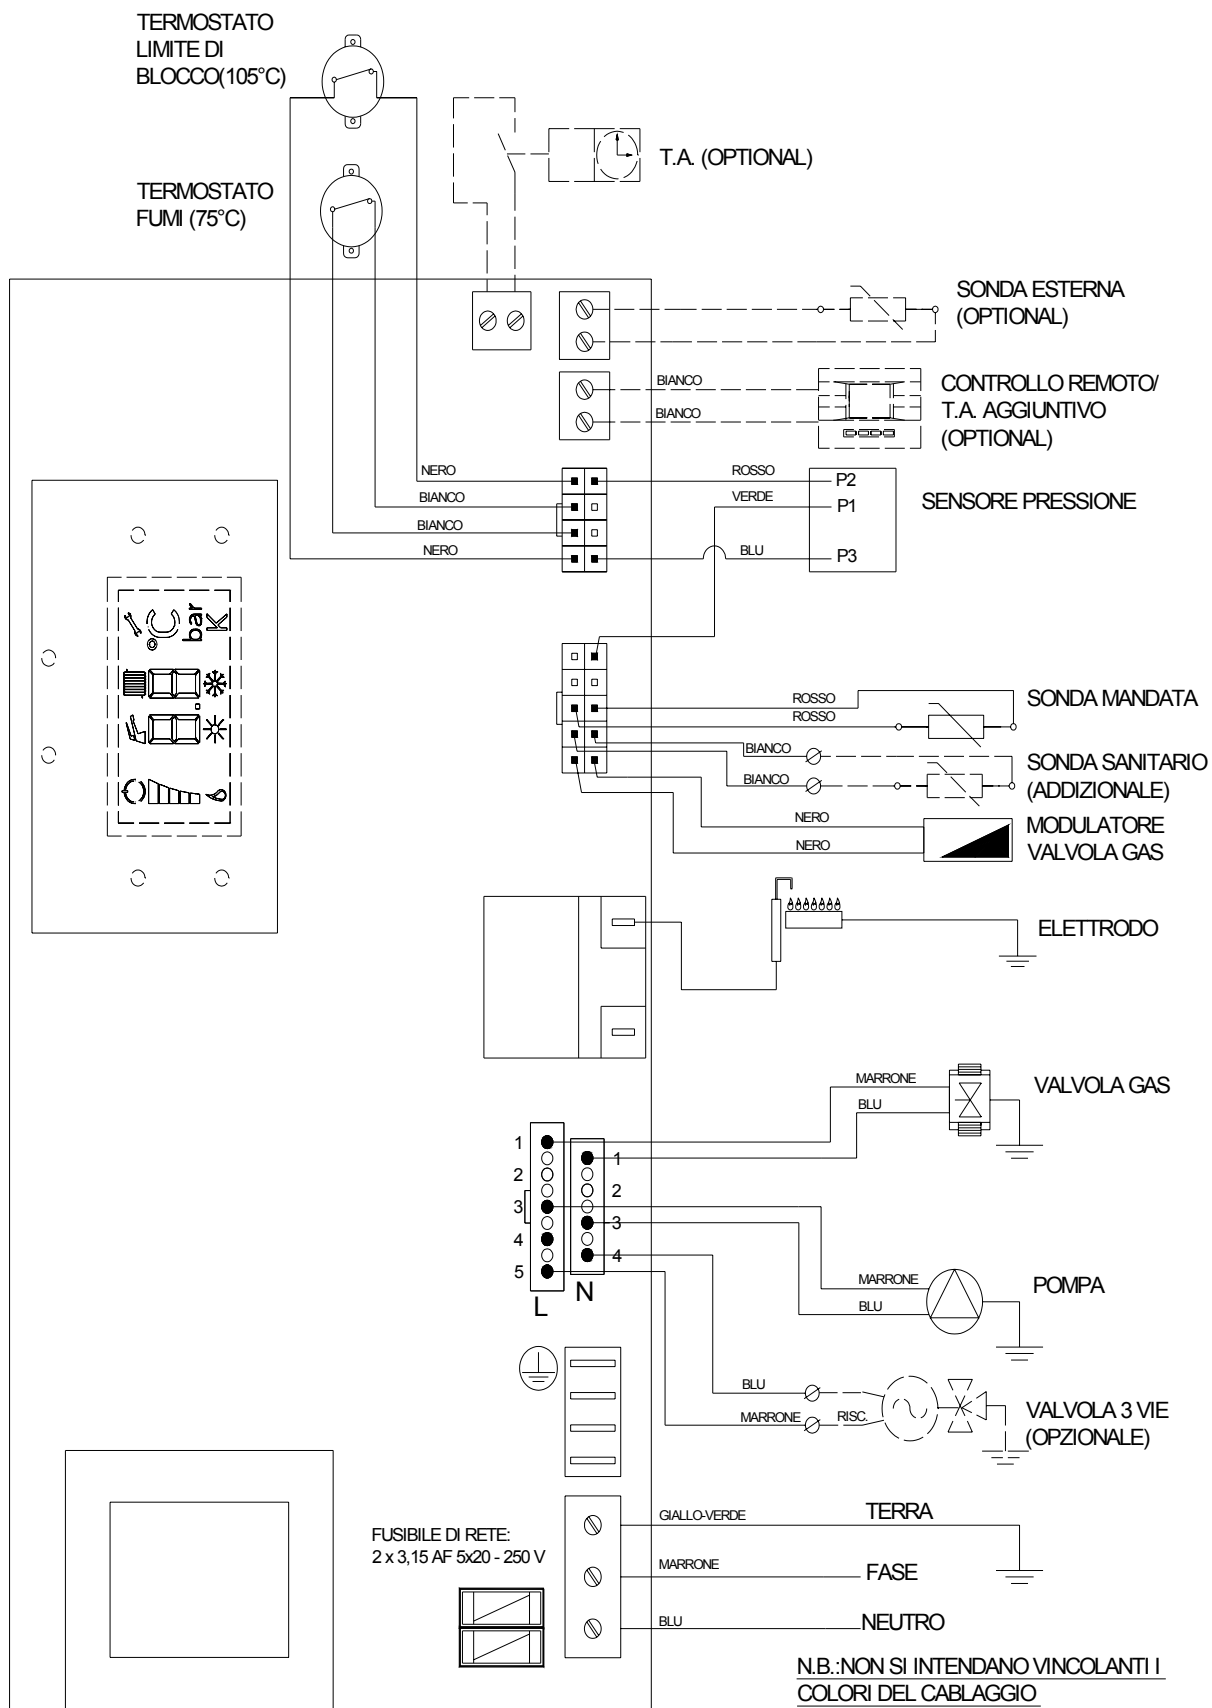 TERMOSTATO
LIMITE DI
BLOCCO(105°C)
T.A. (OPTIONAL)
TERMOSTATO
FUMI (75°C)
SONDA ESTERNA
(OPTIONAL)
BIANCO
BIANCO
CONTROLLO REMOTO/
T.A. AGGIUNTIVO
(OPTIONAL)
NERO
BIANCO
BIANCO
NERO
ROSSO
VERDE
BLU
P2
P1
P3
SENSORE PRESSIONE
°C
bar
K
ROSSO
ROSSO
SONDA MANDATA
BIANCO
BIANCO
SONDA SANITARIO
(ADDIZIONALE)
NERO
NERO
MODULATORE
VALVOLA GAS
ELETTRODO
MARRONE
BLU
VALVOLA GAS
1
2
3
4
5
L
1
2
3
4
N
MARRONE
BLU
POMPA
BLU
MARRONE
RISC.
VALVOLA 3 VIE
(OPZIONALE)
FUSIBILE DI RETE:
2 x 3,15 AF 5x20 - 250 V
GIALLO-VERDE
TERRA
MARRONE
FASE
BLU
NEUTRO
N.B.:NON SI INTENDANO VINCOLANTI I
COLORI DEL CABLAGGIO